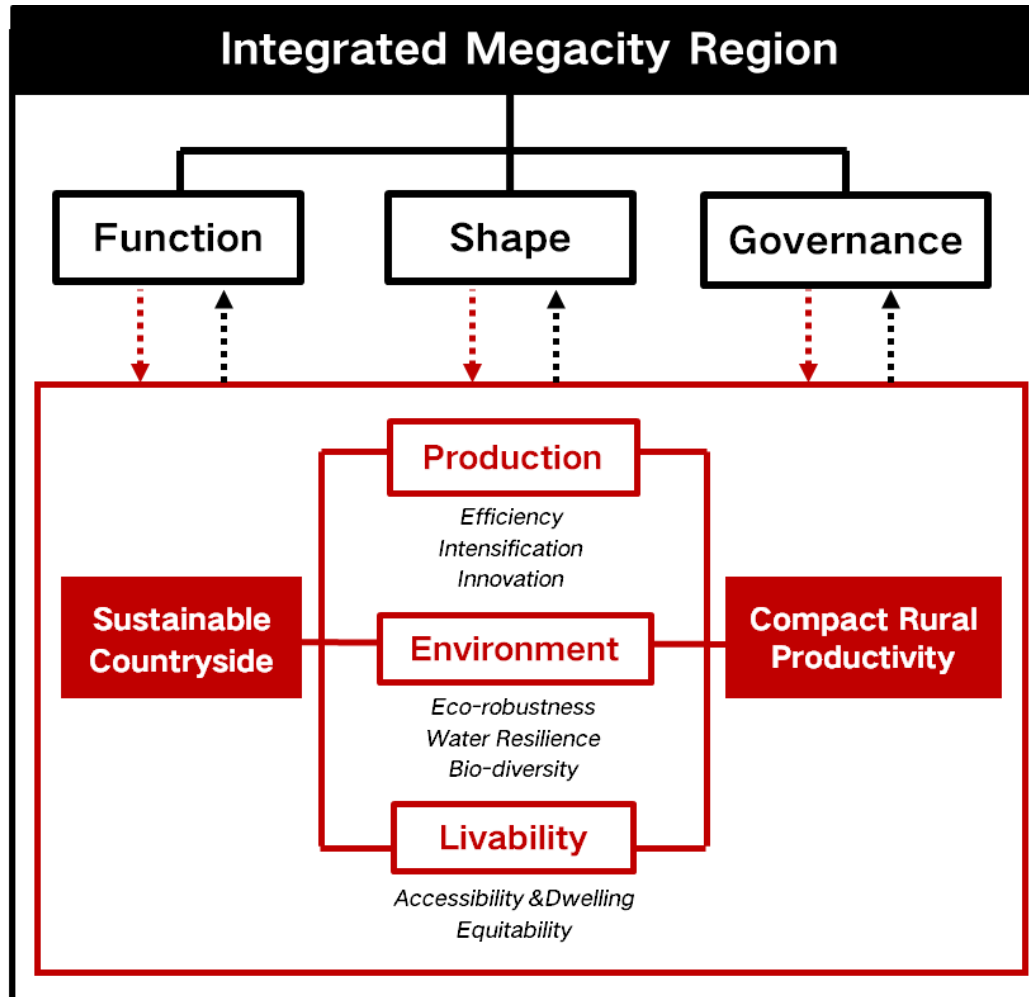 Integrated Megacity Region
Function
Shape
Governance
Production
Efficiency
Intensification
Innovation
Sustainable
Countryside
Environment
Compact Rural
Productivity
Eco-robustness
Water Resilience
Bio-diversity
Livability
Accessibility &Dwelling
Equitability